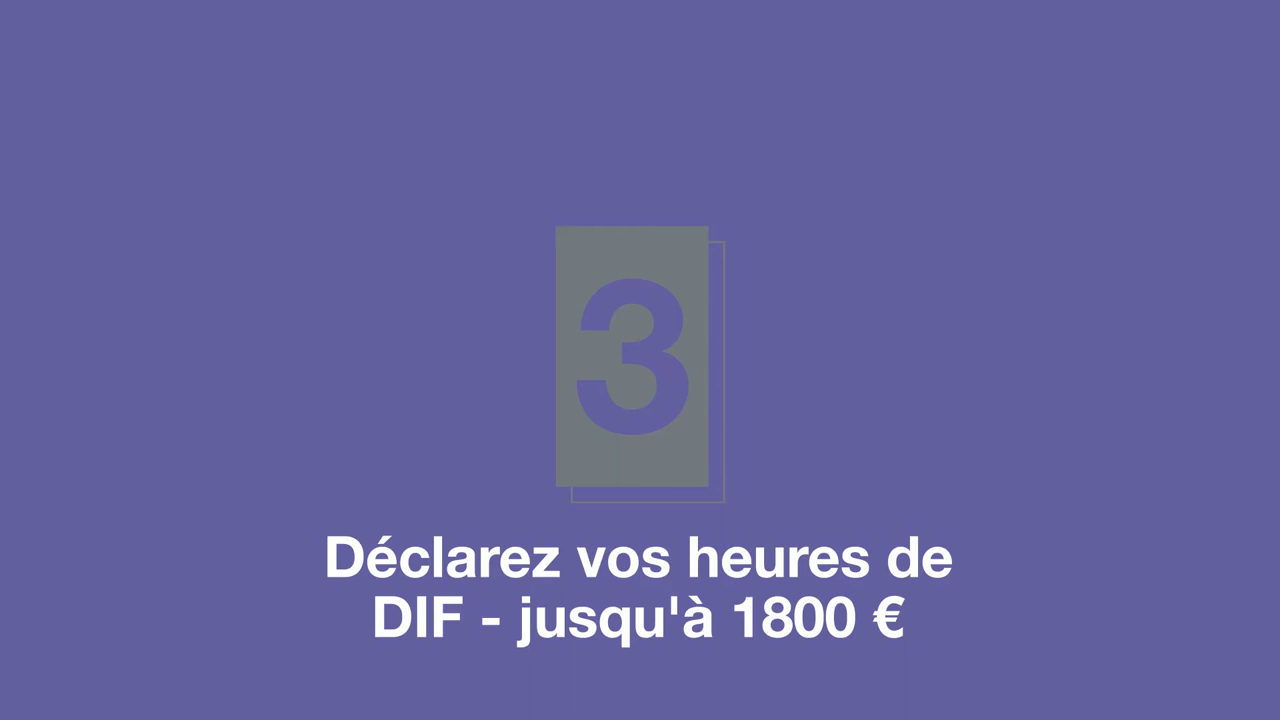 3
Déclarez vos heures de
DIF - jusqu'à 1800 €